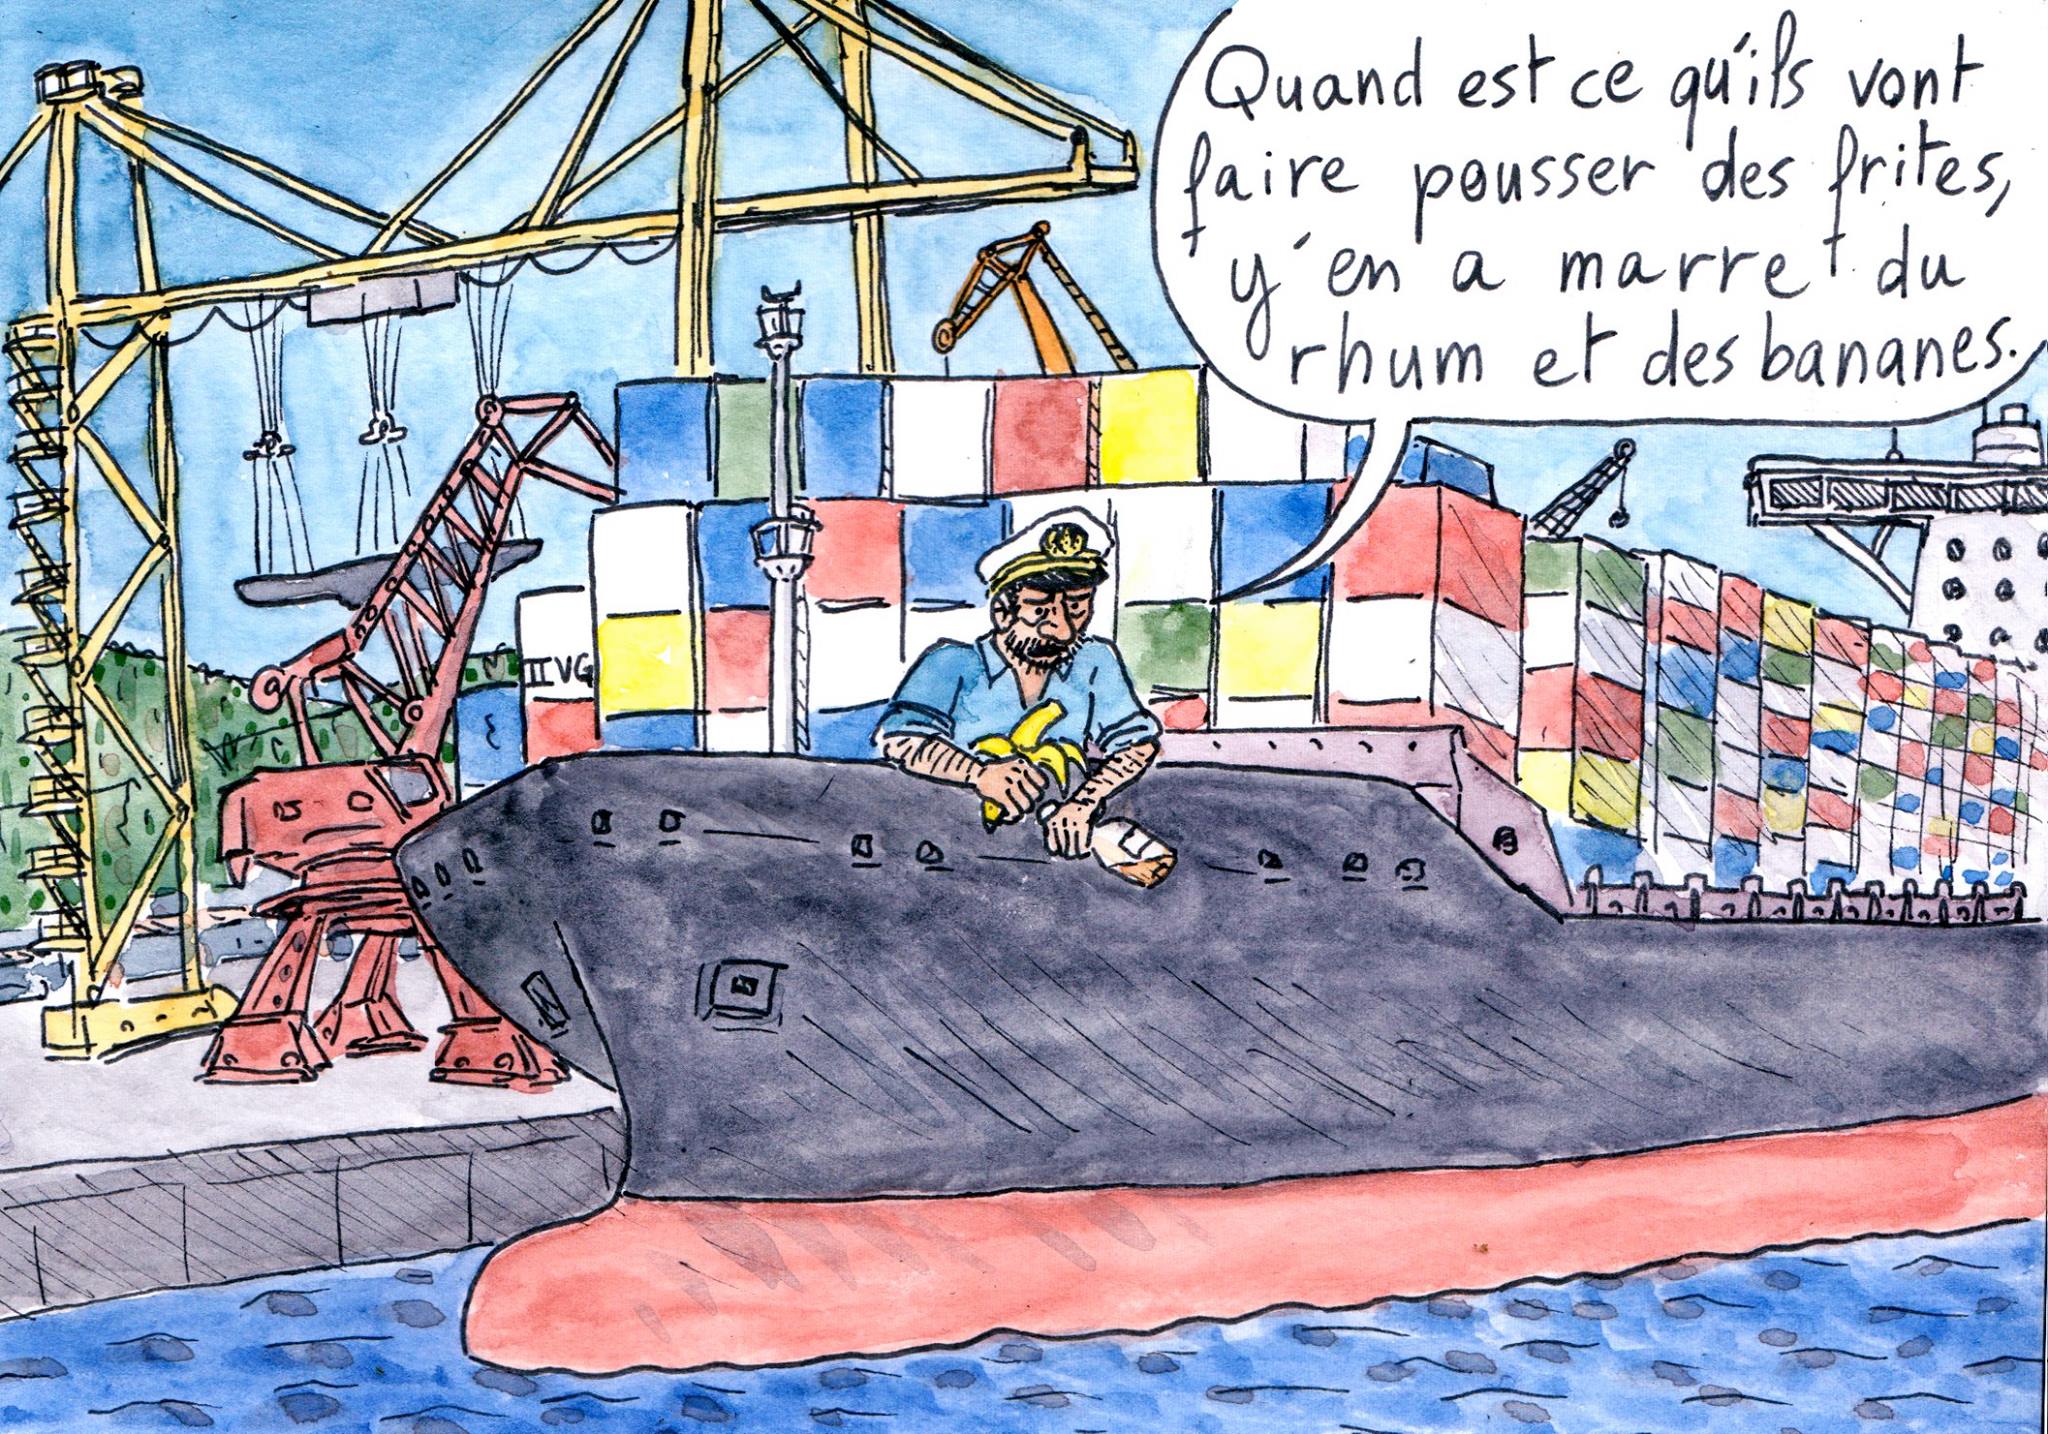 Quand est ce qu'ils vont
faire pousser des frites,
y'en a marre du
rhum et des bananes.
IIVG